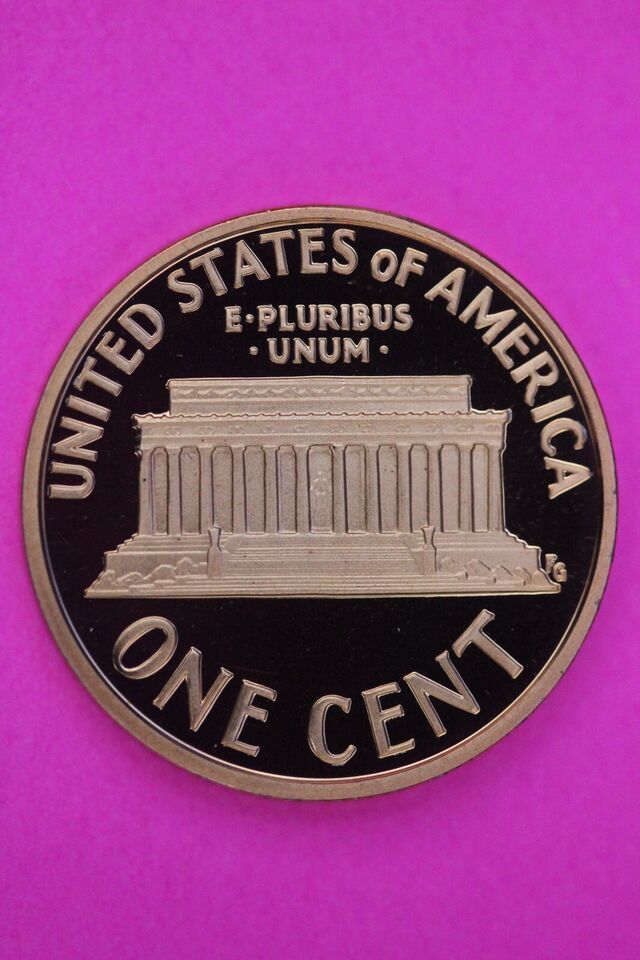 UNITED STATES OF AMERICA
E·PLURIBUS
·UNUM·
FG
ONE CENT